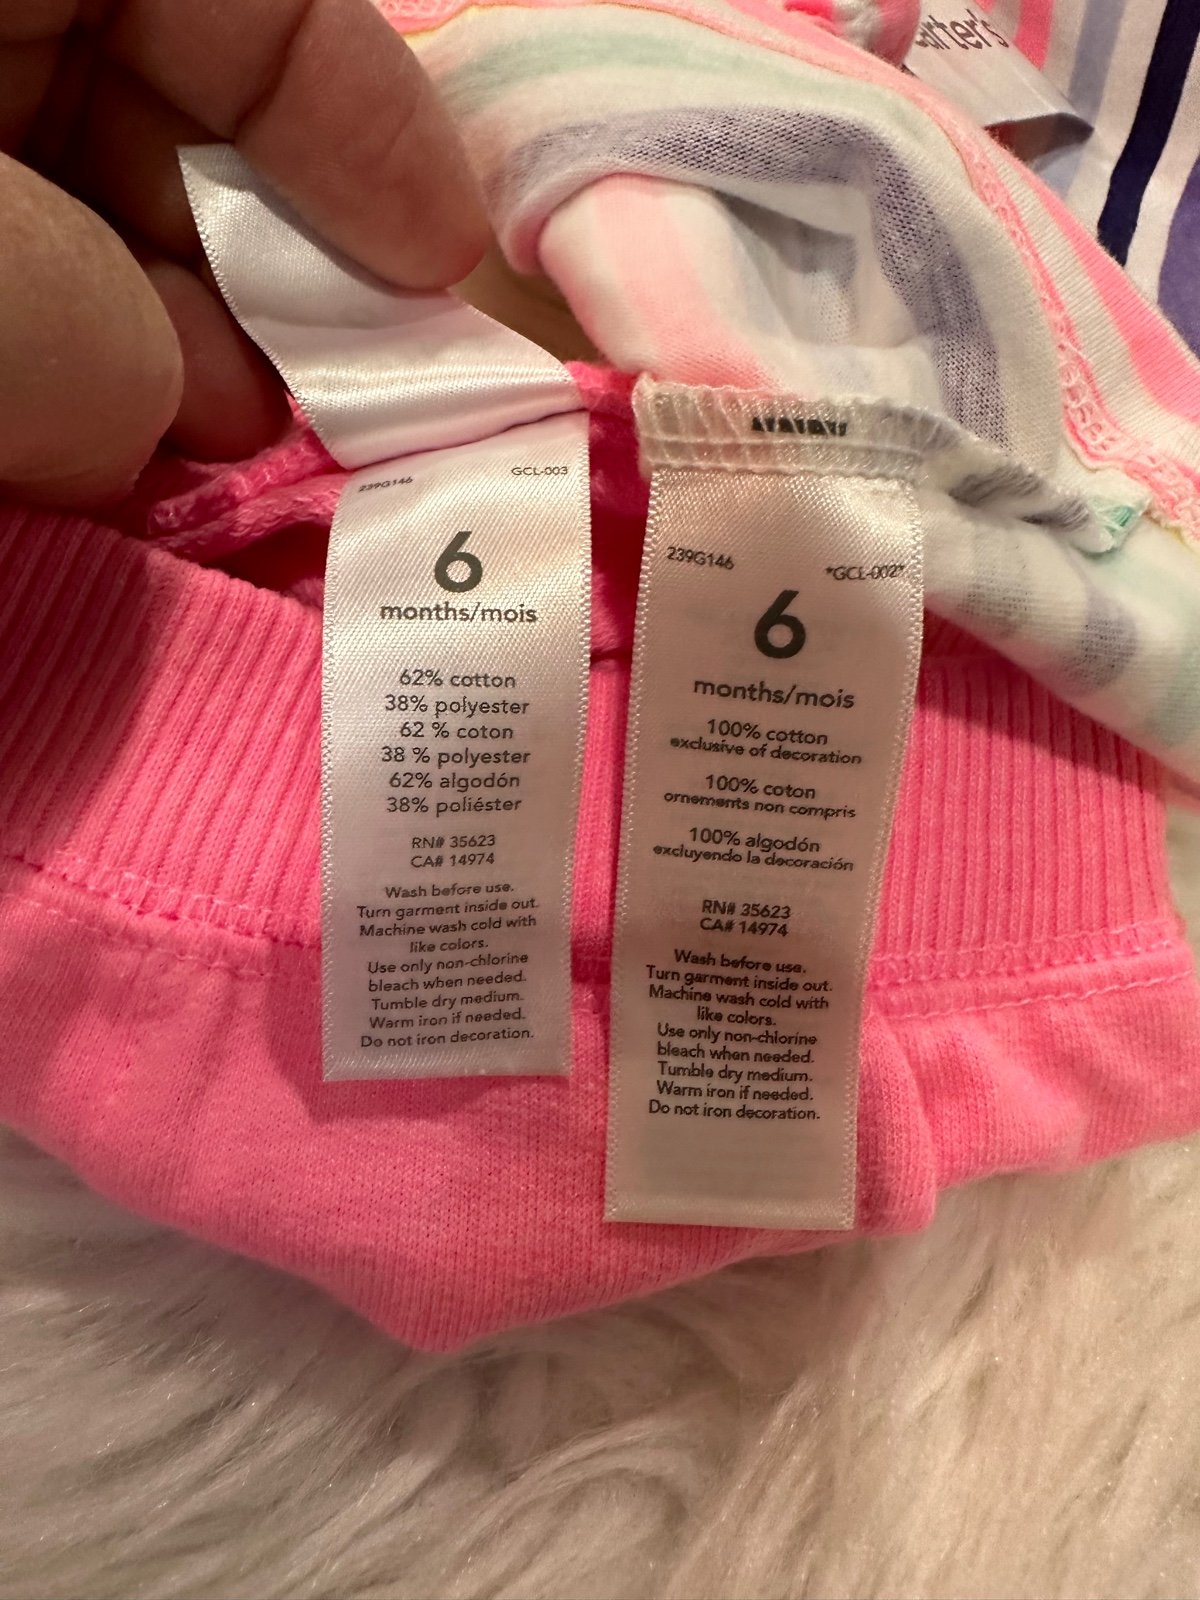 carter's
239G146 GCL-003
6
months/mois
62% cotton
38% polyester
62 % coton
38 % polyester
62% algodón
38% poliéster
RN# 35623
CA# 14974
Wash before use.
Turn garment inside out.
Machine wash cold with
like colors.
Use only non-chlorine
bleach when needed.
Tumble dry medium.
Warm iron if needed.
Do not iron decoration.
239G146 *GCL-002*
6
months/mois
100% cotton
exclusive of decoration
100% coton
ornements non compris
100% algodón
excluyendo la decoración
RN# 35623
CA# 14974
Wash before use.
Turn garment inside out.
Machine wash cold with
like colors.
Use only non-chlorine
bleach when needed.
Tumble dry medium.
Warm iron if needed.
Do not iron decoration.